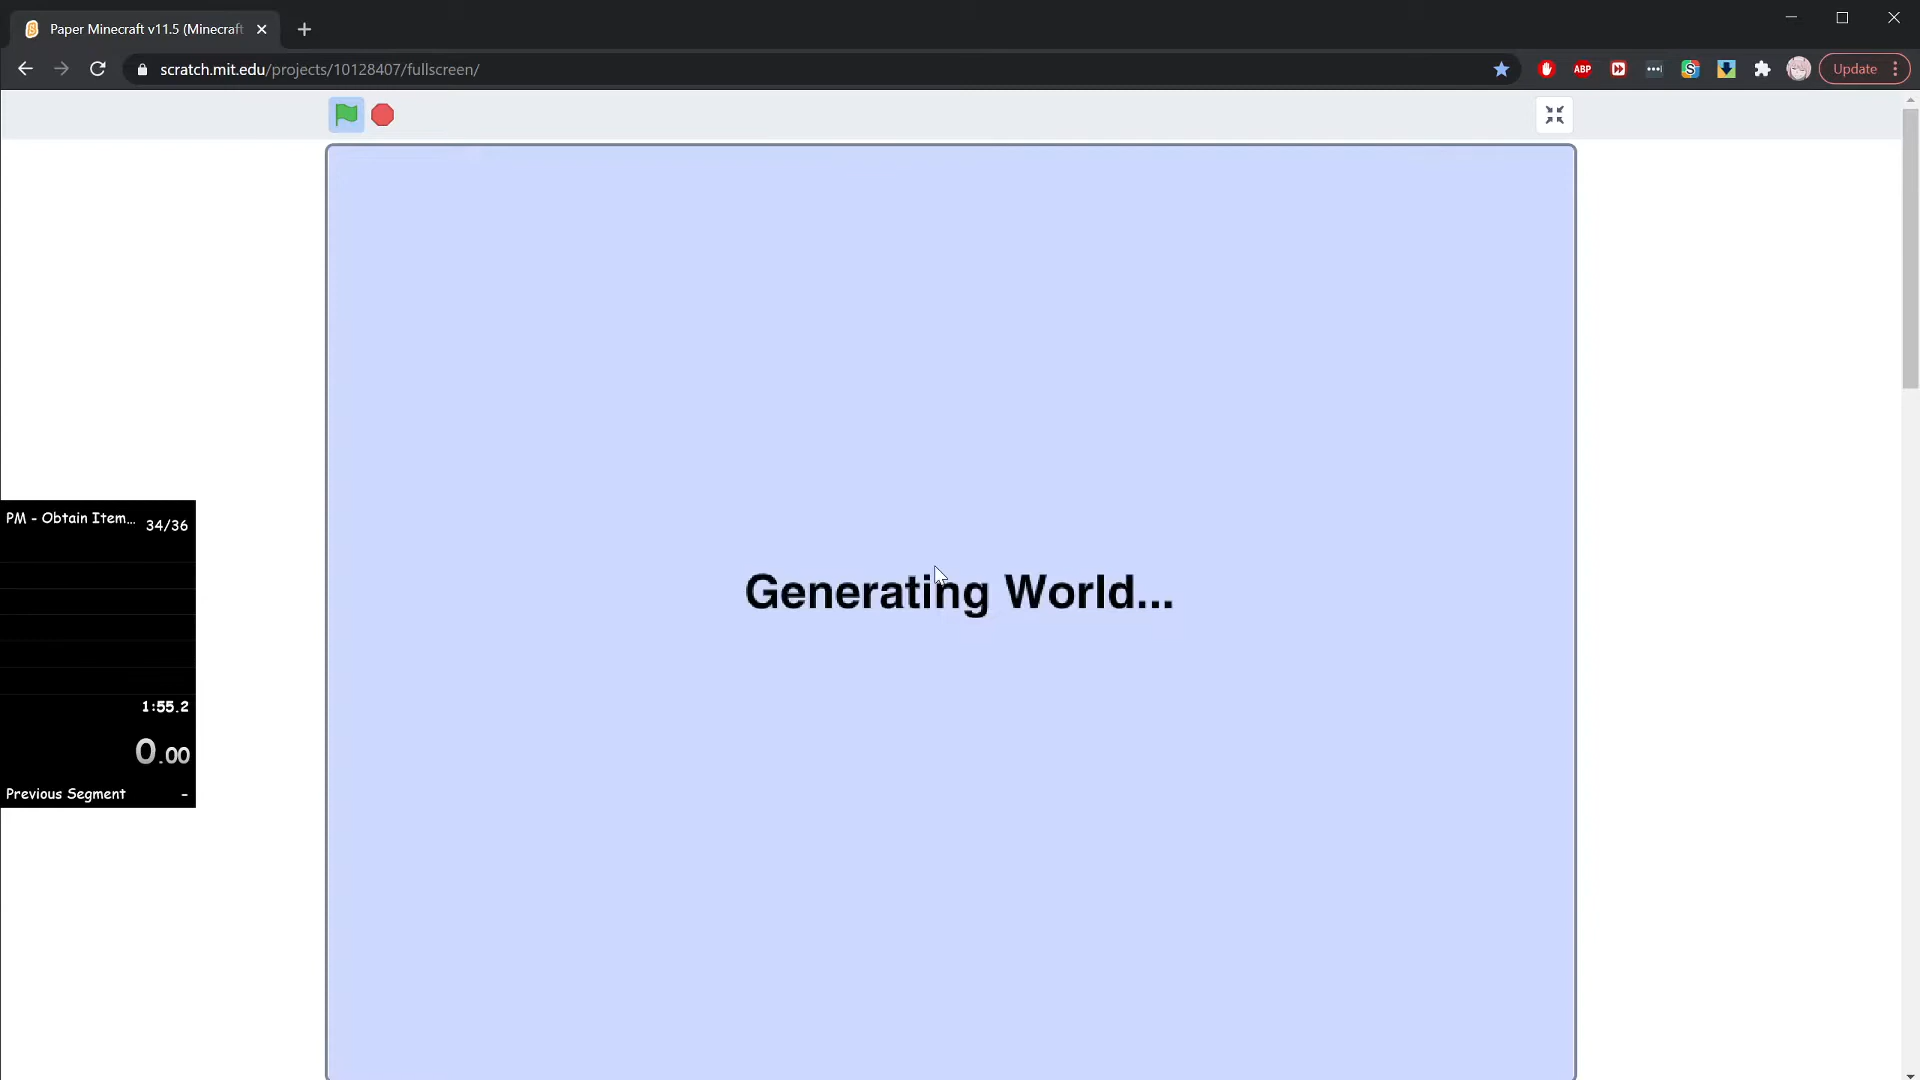 Paper Minecraft v11.5 (Minecraft
scratch.mit.edu/projects/10128407/fullscreen/
ABP
S
Update
Generating World...
PM - Obtain Item...
34/36
1:55.2
0.00
Previous Segment
-